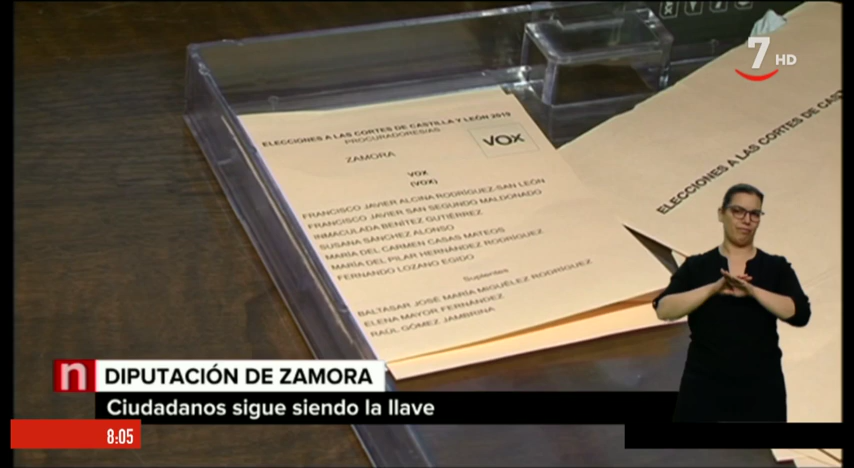 7 HD
ELECCIONES A LAS CORTES DE CASTILLA Y LEÓN 2019
PROCURADORES/AS
VOX
ZAMORA
VOX
(VOX)
FRANCISCO JAVIER ALCINA RODRÍGUEZ-SAN LEÓN
FRANCISCO JAVIER SAN SEGUNDO MALDONADO
INMACULADA BENÍTEZ GUTIÉRREZ
SUSANA SÁNCHEZ ALONSO
MARÍA DEL CARMEN CASAS MATEOS
MARÍA DEL PILAR HERNÁNDEZ RODRÍGUEZ
FERNANDO LOZANO EGIDO
Suplentes
BALTASAR JOSÉ MARÍA MIGUÉLEZ RODRÍGUEZ
ELENA MAYOR FERNÁNDEZ
RAÚL GÓMEZ JAMBRINA
ELECCIONES A LAS CORTES DE CAST
n DIPUTACIÓN DE ZAMORA
Ciudadanos sigue siendo la llave
8:05